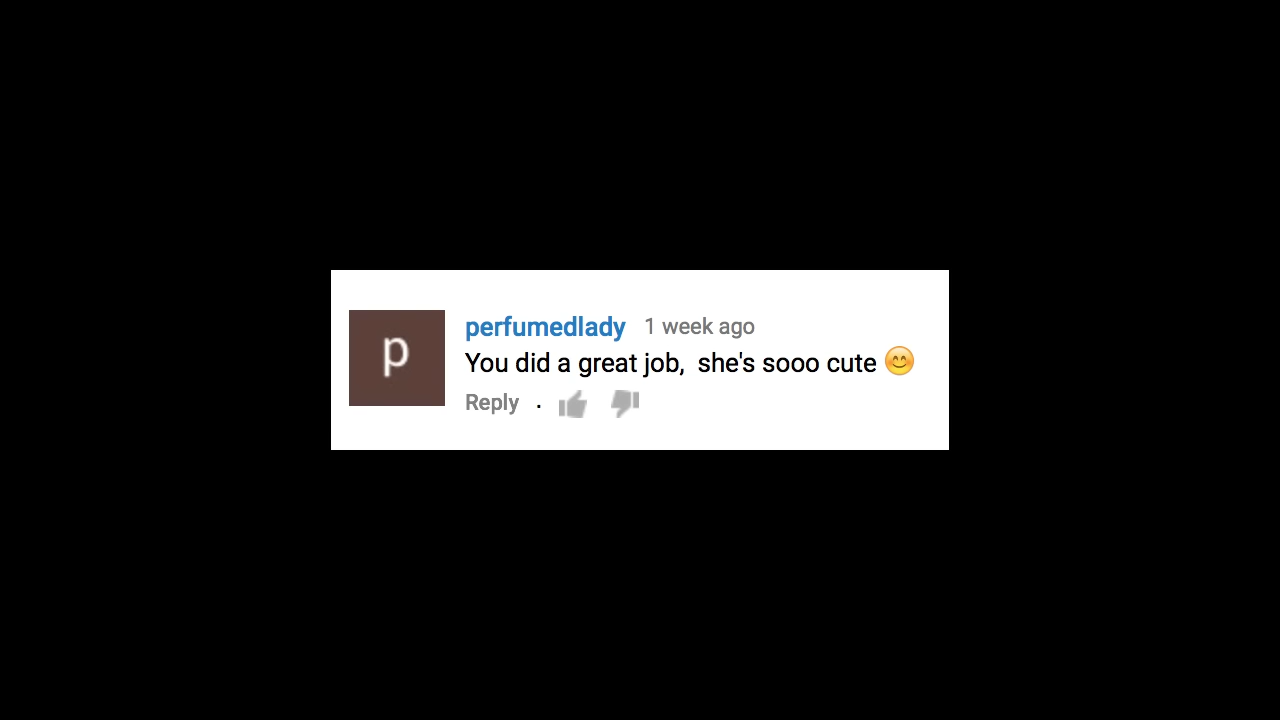 p
perfumedlady 1 week ago
You did a great job,  she's sooo cute 😊
Reply .